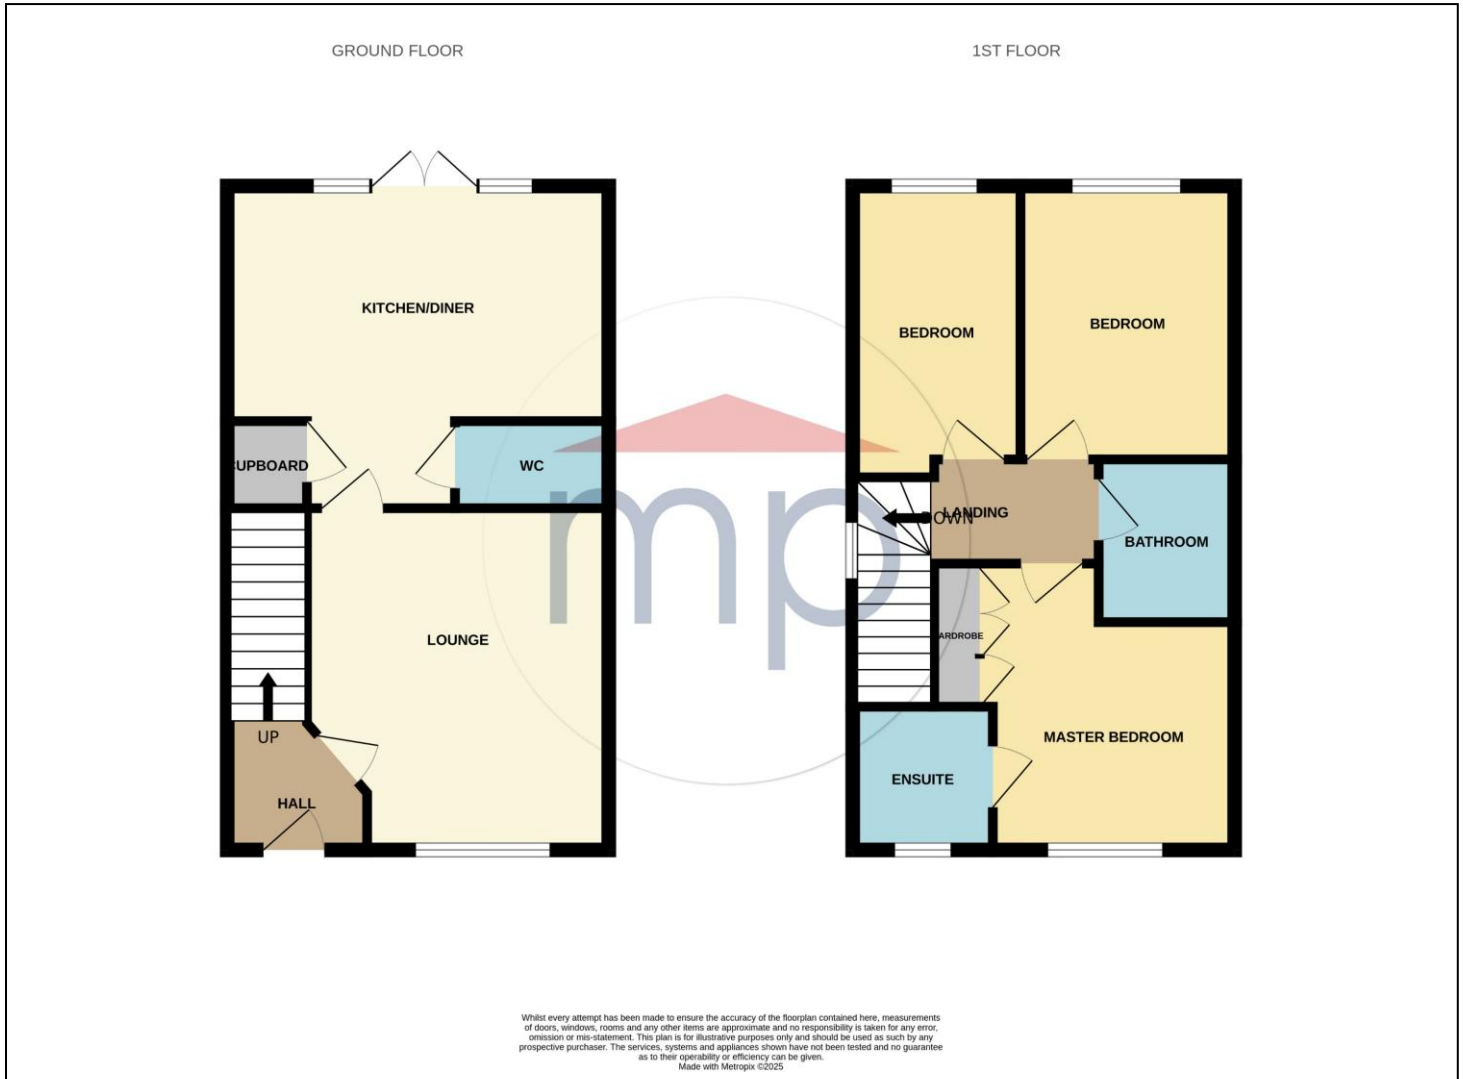 GROUND FLOOR
1ST FLOOR
KITCHEN/DINER
CUPBOARD
WC
LOUNGE
UP
HALL
BEDROOM
BEDROOM
LANDING
DOWN
BATHROOM
ARDROBE
MASTER BEDROOM
ENSUITE
mp
Whilst every attempt has been made to ensure the accuracy of the floorplan contained here, measurements
of doors, windows, rooms and any other items are approximate and no responsibility is taken for any error,
omission or mis-statement. This plan is for illustrative purposes only and should be used as such by any
prospective purchaser. The services, systems and appliances shown have not been tested and no guarantee
as to their operability or efficiency can be given.
Made with Metropix ©2025